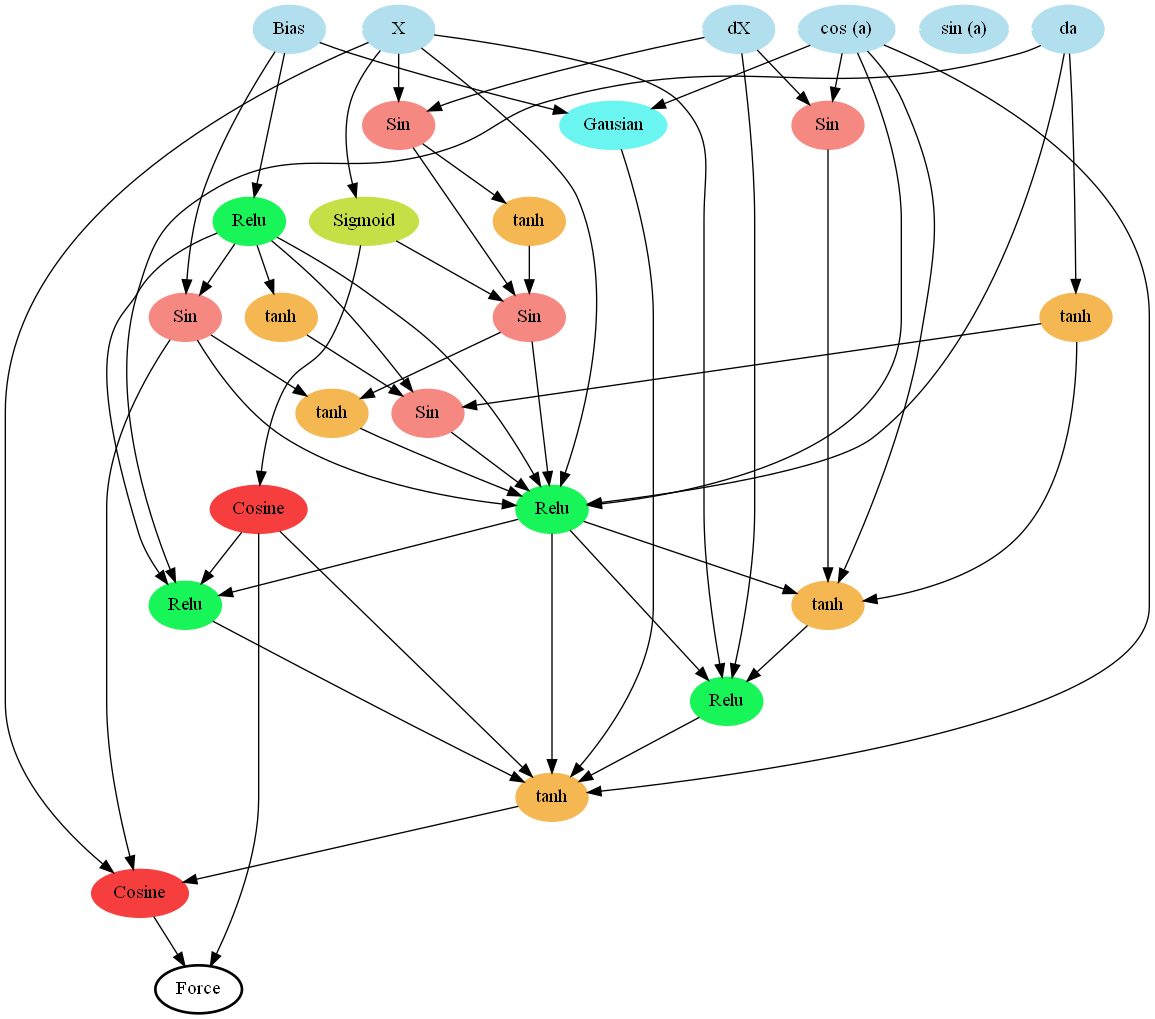 Bias
X
dX
cos (a)
sin (a)
da
Sin
Gausian
Sin
Relu
Sigmoid
tanh
Sin
tanh
Sin
tanh
tanh
Sin
Cosine
Relu
Relu
tanh
Relu
tanh
Cosine
Force